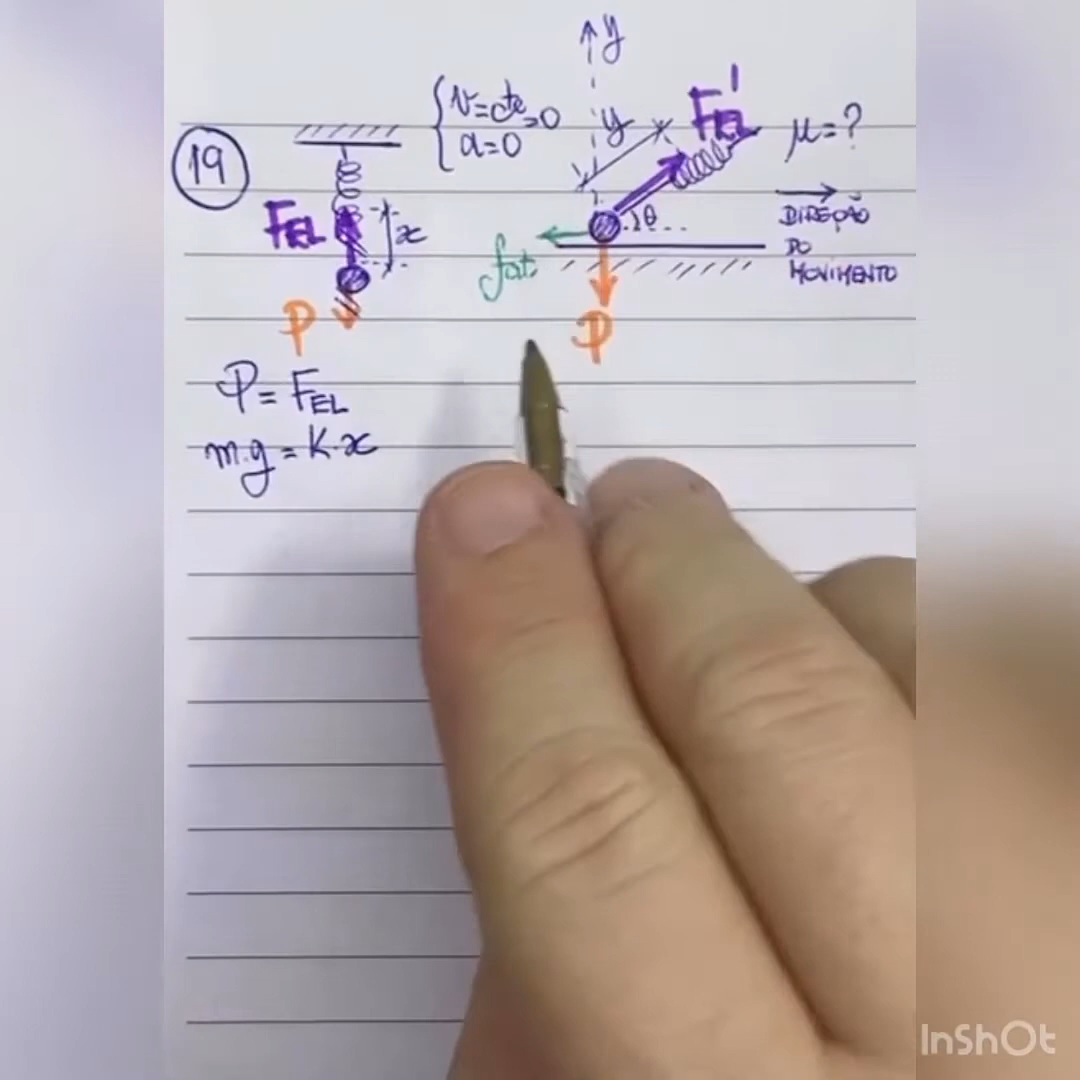 19
FEL
x
P
P = FEL
m.g = K.x
v=cte=0
a=0
y
y
FEL'
θ
fat.
P
μ=?
DIREÇÃO
DO
MOVIMENTO
InShOt